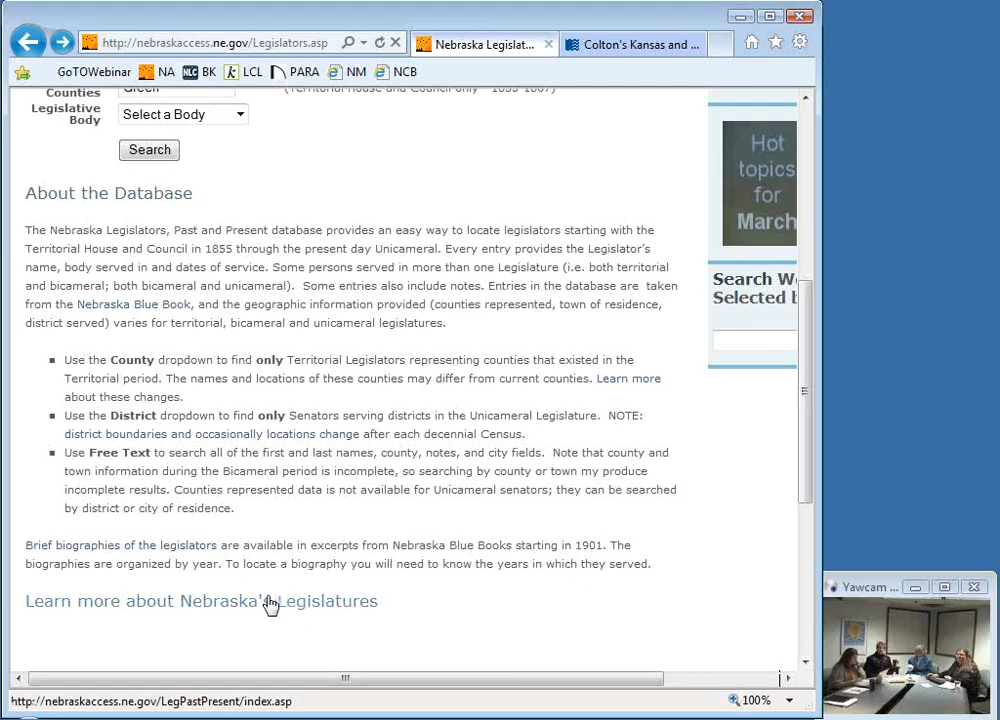 http://nebraskaccess.ne.gov/Legislators.asp
Nebraska Legislat...
Colton's Kansas and ...
GoTOWebinar NA NLC BK k LCL PARA NM NCB
Counties
Green
(Territorial House and Council only - 1855-1867)
Legislative
Body
Select a Body
Search
About the Database
The Nebraska Legislators, Past and Present database provides an easy way to locate legislators starting with the
Territorial House and Council in 1855 through the present day Unicameral. Every entry provides the Legislator's
name, body served in and dates of service. Some persons served in more than one Legislature (i.e. both territorial
and bicameral; both bicameral and unicameral). Some entries also include notes. Entries in the database are taken
from the Nebraska Blue Book, and the geographic information provided (counties represented, town of residence,
district served) varies for territorial, bicameral and unicameral legislatures.
Use the County dropdown to find only Territorial Legislators representing counties that existed in the
Territorial period. The names and locations of these counties may differ from current counties. Learn more
about these changes.
Use the District dropdown to find only Senators serving districts in the Unicameral Legislature. NOTE:
district boundaries and occasionally locations change after each decennial Census.
Use Free Text to search all of the first and last names, county, notes, and city fields. Note that county and
town information during the Bicameral period is incomplete, so searching by county or town my produce
incomplete results. Counties represented data is not available for Unicameral senators; they can be searched
by district or city of residence.
Brief biographies of the legislators are available in excerpts from Nebraska Blue Books starting in 1901. The
biographies are organized by year. To locate a biography you will need to know the years in which they served.
Learn more about Nebraska's Legislatures
Hot
topics
for
March
Search We
Selected b
http://nebraskaccess.ne.gov/LegPastPresent/index.asp
100%
Yawcam ...